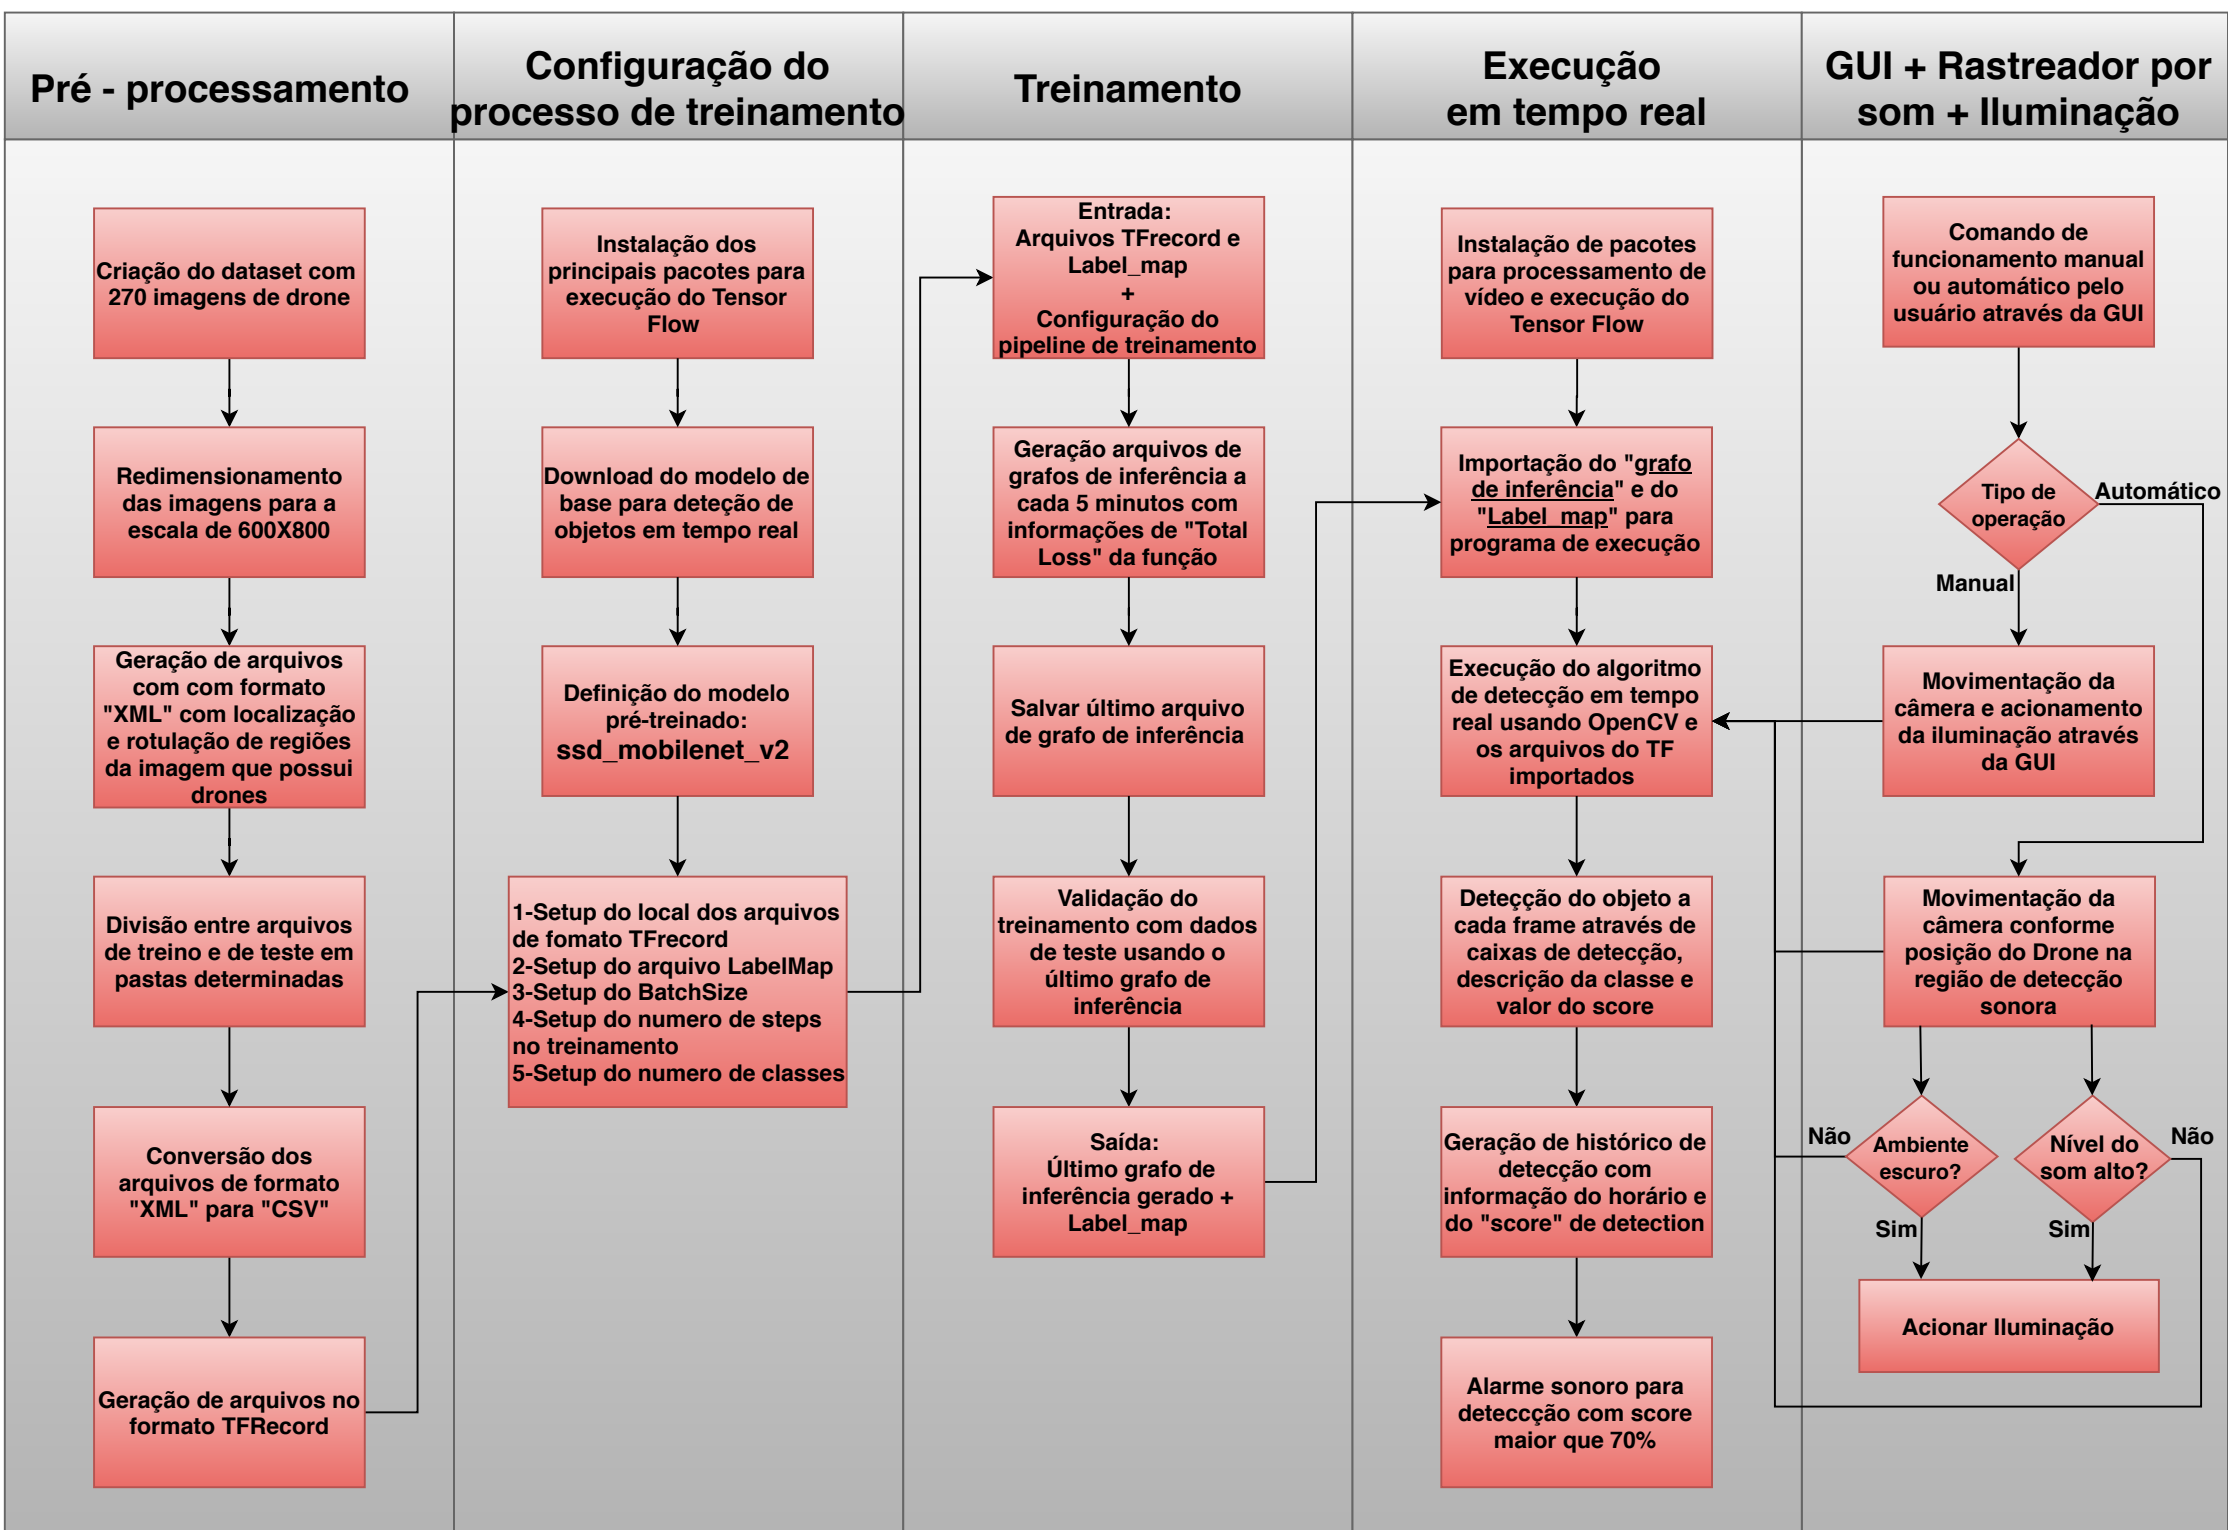 Pré - processamento
Configuração do
processo de treinamento
Treinamento
Execução
em tempo real
GUI + Rastreador por
som + Iluminação
Criação do dataset com
270 imagens de drone
Redimensionamento
das imagens para a
escala de 600X800
Geração de arquivos
com com formato
"XML" com localização
e rotulação de regiões
da imagem que possui
drones
Divisão entre arquivos
de treino e de teste em
pastas determinadas
Conversão dos
arquivos de formato
"XML" para "CSV"
Geração de arquivos no
formato TFRecord
Instalação dos
principais pacotes para
execução do Tensor
Flow
Download do modelo de
base para deteção de
objetos em tempo real
Definição do modelo
pré-treinado:
ssd_mobilenet_v2
1-Setup do local dos arquivos
de fomato TFrecord
2-Setup do arquivo LabelMap
3-Setup do BatchSize
4-Setup do numero de steps
no treinamento
5-Setup do numero de classes
Entrada:
Arquivos TFrecord e
Label_map
+
Configuração do
pipeline de treinamento
Geração arquivos de
grafos de inferência a
cada 5 minutos com
informações de "Total
Loss" da função
Salvar último arquivo
de grafo de inferência
Validação do
treinamento com dados
de teste usando o
último grafo de
inferência
Saída:
Último grafo de
inferência gerado +
Label_map
Instalação de pacotes
para processamento de
vídeo e execução do
Tensor Flow
Importação do "grafo
de inferência" e do
"Label_map" para
programa de execução
Execução do algoritmo
de detecção em tempo
real usando OpenCV e
os arquivos do TF
importados
Detecção do objeto a
cada frame através de
caixas de detecção,
descrição da classe e
valor do score
Geração de histórico de
detecção com
informação do horário e
do "score" de detection
Alarme sonoro para
deteccção com score
maior que 70%
Comando de
funcionamento manual
ou automático pelo
usuário através da GUI
Tipo de
operação
Automático
Manual
Movimentação da
câmera e acionamento
da iluminação através
da GUI
Movimentação da
câmera conforme
posição do Drone na
região de detecção
sonora
Não
Ambiente
escuro?
Sim
Nível do
som alto?
Não
Sim
Acionar Iluminação